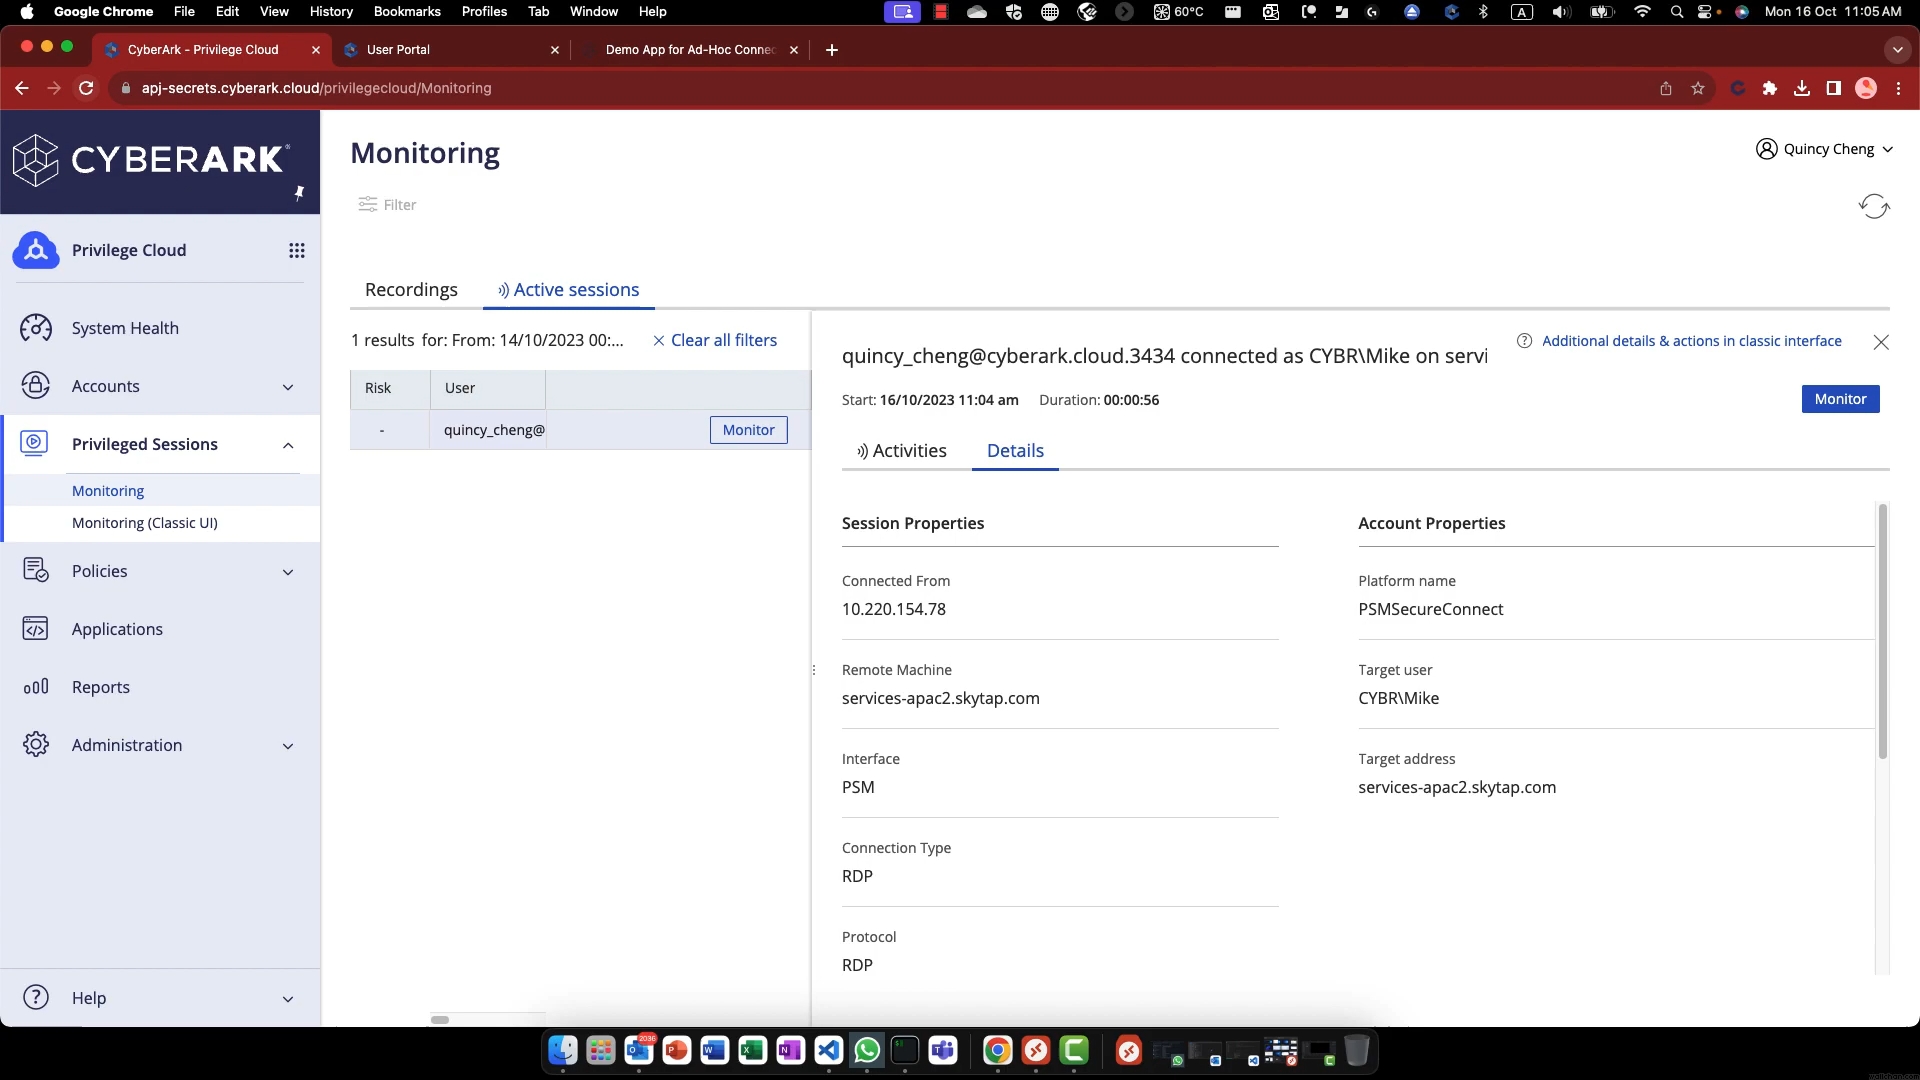 Google Chrome File Edit View History Bookmarks Profiles Tab Window Help 60°C A Mon 16 Oct 11:05 AM
CyberArk - Privilege Cloud User Portal Demo App for Ad-Hoc Connec
apj-secrets.cyberark.cloud/privilegecloud/Monitoring
CYBERARK®
Privilege Cloud
System Health
Accounts
Privileged Sessions
Monitoring
Monitoring (Classic UI)
Policies
Applications
Reports
Administration
Help
Monitoring
Quincy Cheng
Filter
Recordings
Active sessions
1 results for: From: 14/10/2023 00:...
Clear all filters
Risk User
- quincy_cheng@ Monitor
Additional details & actions in classic interface
quincy_cheng@cyberark.cloud.3434 connected as CYBR\Mike on servi
Start: 16/10/2023 11:04 am Duration: 00:00:56
Monitor
Activities
Details
Session Properties
Connected From
10.220.154.78
Remote Machine
services-apac2.skytap.com
Interface
PSM
Connection Type
RDP
Protocol
RDP
Account Properties
Platform name
PSMSecureConnect
Target user
CYBR\Mike
Target address
services-apac2.skytap.com
2036